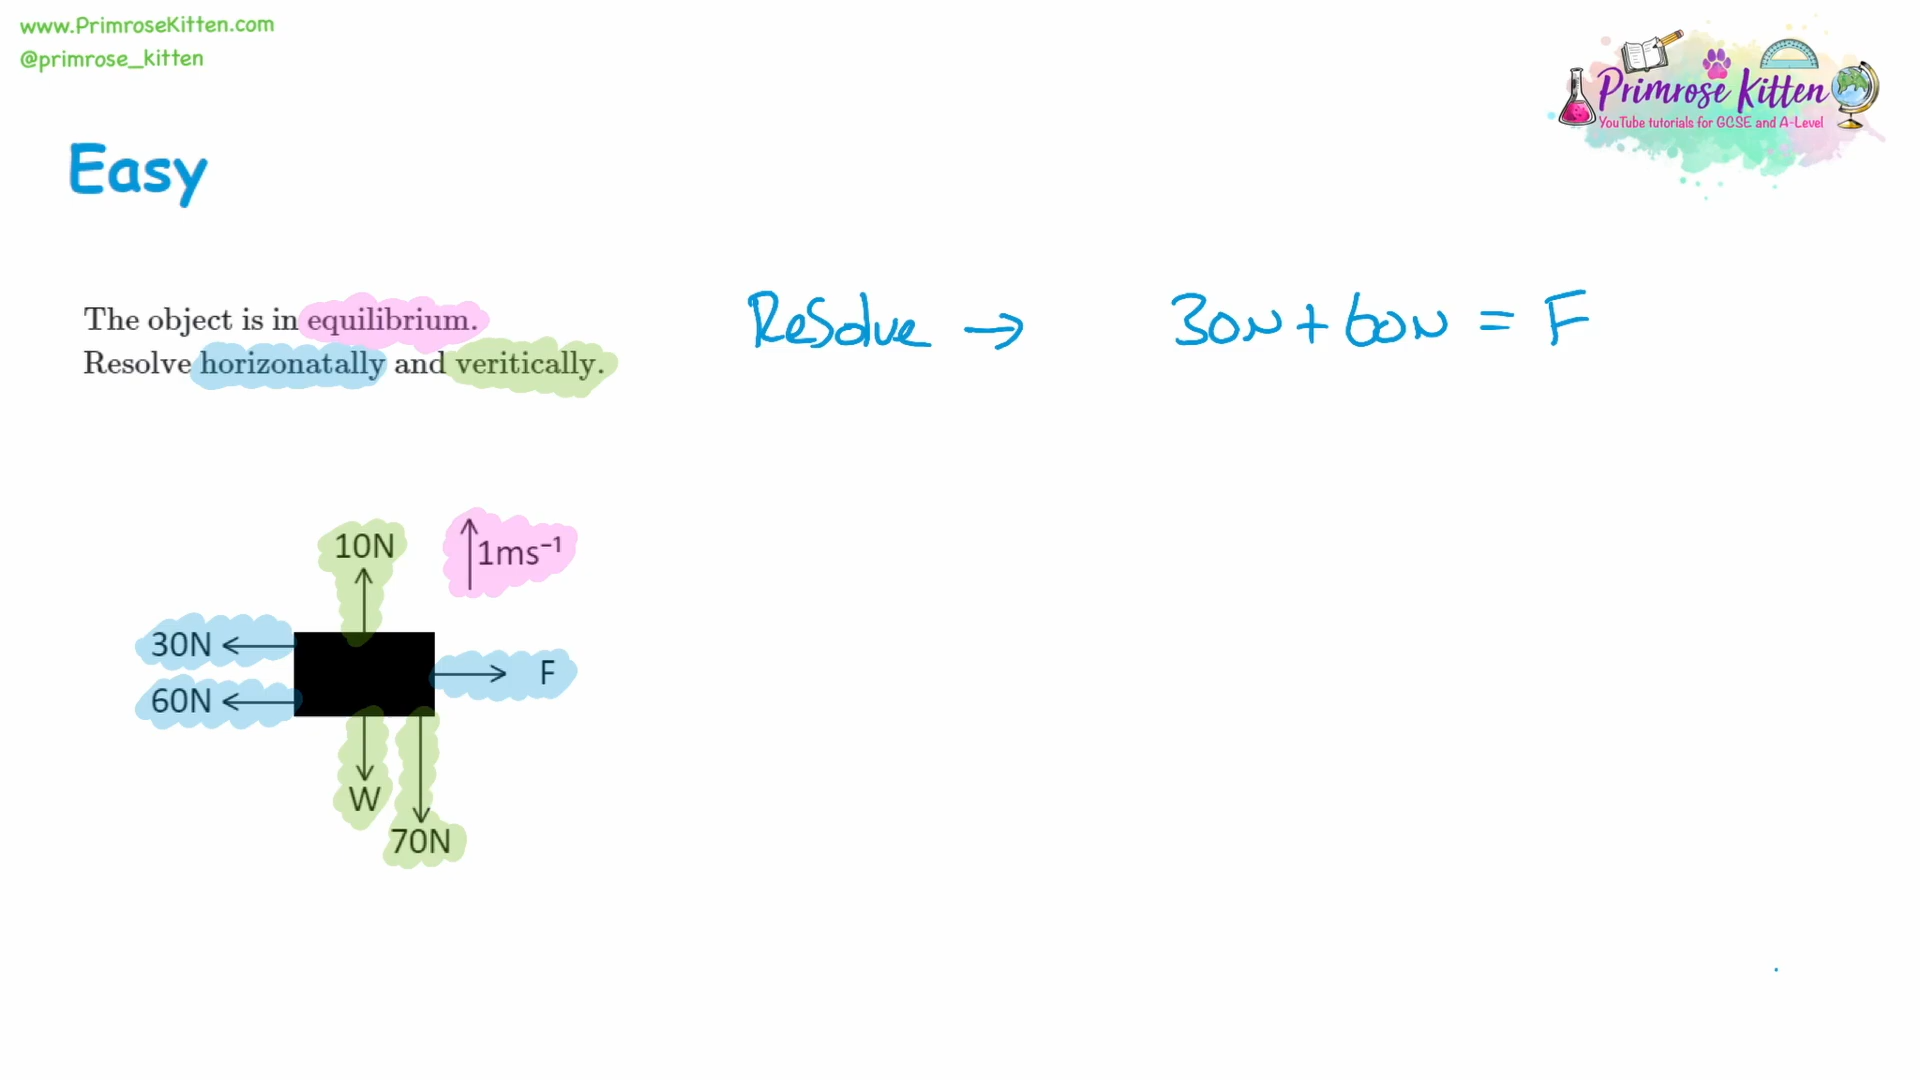 www.PrimroseKitten.com
@primrose_kitten
Primrose Kitten
YouTube tutorials for GCSE and A-Level
Easy
The object is in equilibrium.
Resolve horizonatally and veritically.
Resolve → 30N + 60N = F
10N
↑ 1ms⁻¹
30N
60N
F
W
70N